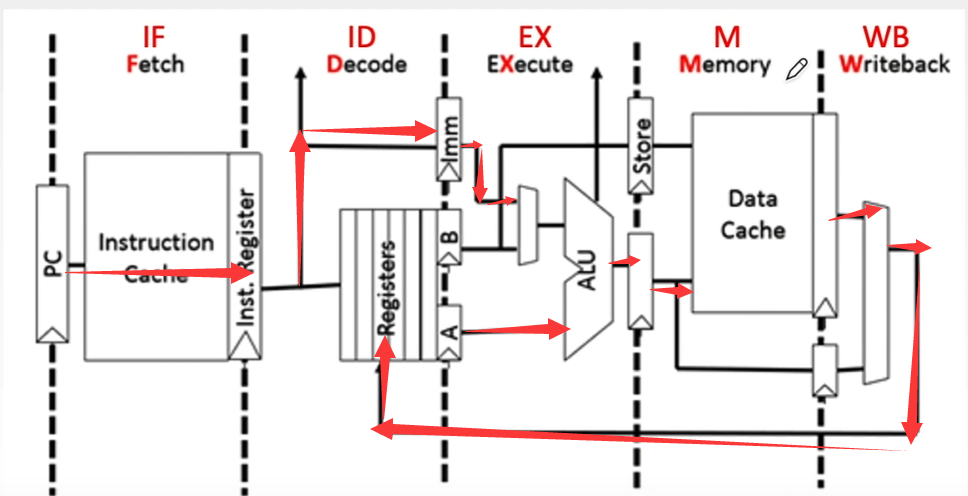 IF
Fetch
ID
Decode
EX
EXecute
M
Memory
WB
Writeback
PC
Instruction
Cache
Inst. Register
Registers
Imm
B
A
ALU
Store
Data
Cache